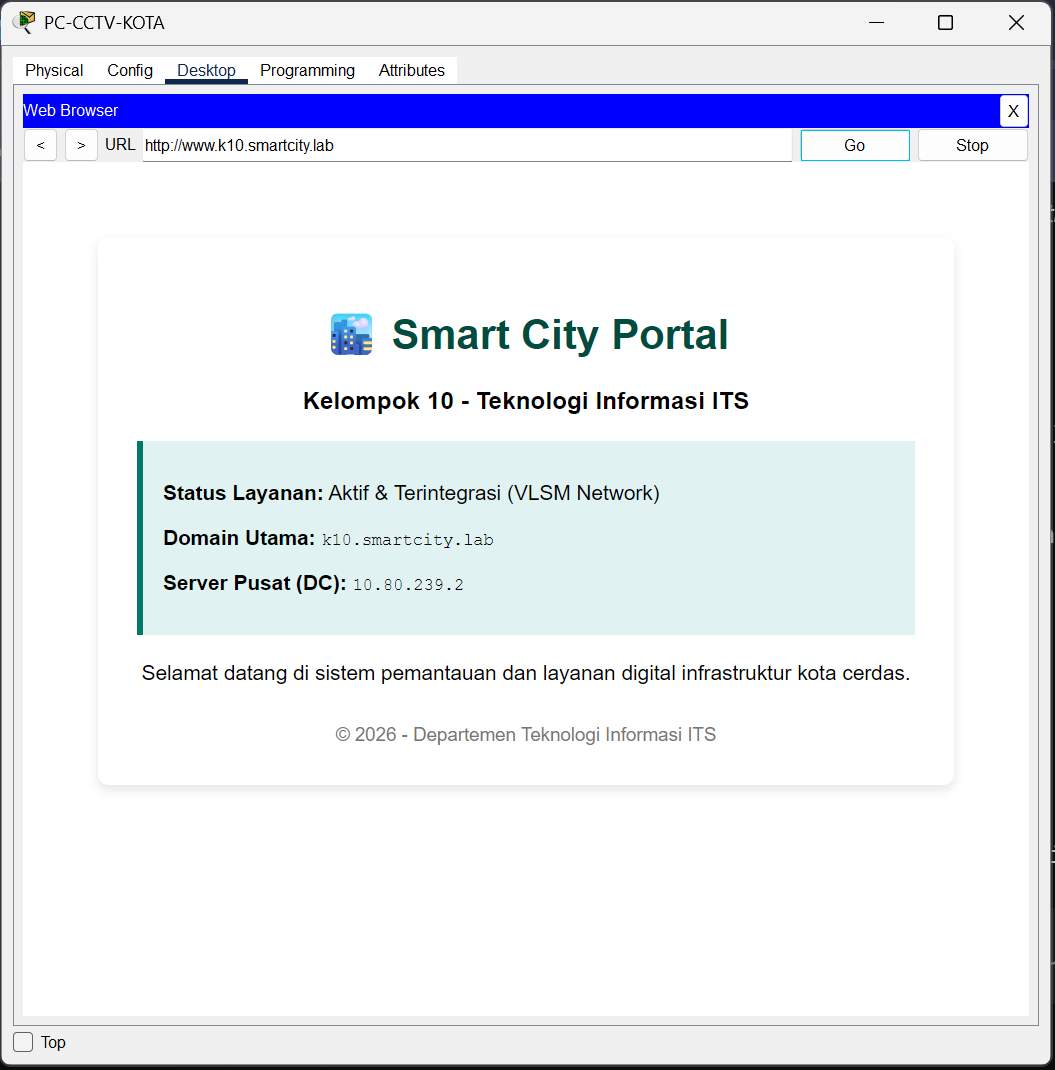 PC-CCTV-KOTA
Physical Config Desktop Programming Attributes
Web Browser X
< > URL http://www.k10.smartcity.lab Go Stop
Smart City Portal
Kelompok 10 - Teknologi Informasi ITS
Status Layanan: Aktif & Terintegrasi (VLSM Network)
Domain Utama: k10.smartcity.lab
Server Pusat (DC): 10.80.239.2
Selamat datang di sistem pemantauan dan layanan digital infrastruktur kota cerdas.
© 2026 - Departemen Teknologi Informasi ITS
Top